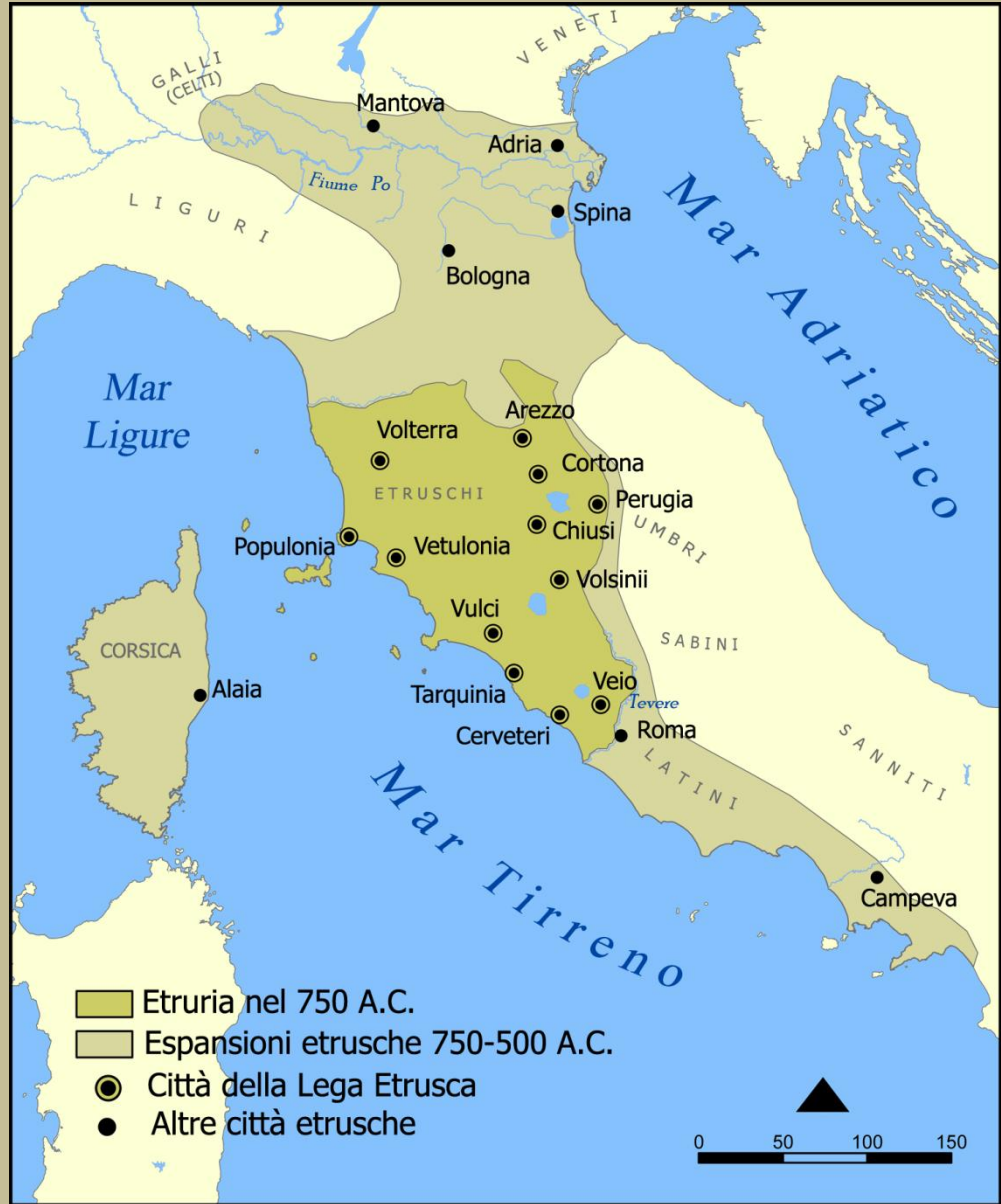 VENETI
GALLI
(CELTI)
Mantova
Adria
Fiume Po
Spina
LIGURI
Bologna
Mar Adriatico
Mar
Ligure
Arezzo
Volterra
Cortona
ETRUSCHI
Perugia
Chiusi
UMBRI
Populonia
Vetulonia
Volsinii
Vulci
SABINI
CORSICA
Alaia
Tarquinia
Veio
Tevere
Cerveteri
Roma
LATINI
SANNITI
Mar Tirreno
Campeva
Etruria nel 750 A.C.
Espansioni etrusche 750-500 A.C.
Città della Lega Etrusca
Altre città etrusche
0 50 100 150